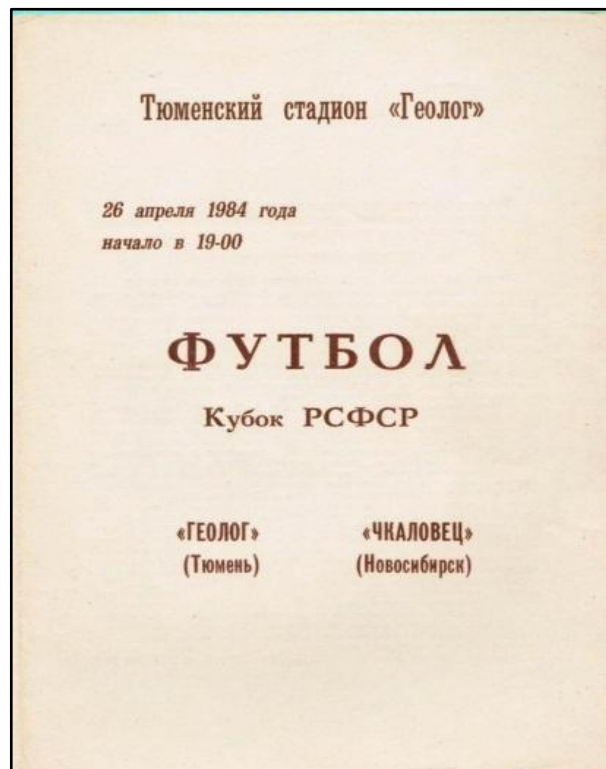 Тюменский стадион «Геолог»
26 апреля 1984 года
начало в 19-00
ФУТБОЛ
Кубок РСФСР
«ГЕОЛОГ» «ЧКАЛОВЕЦ»
(Тюмень) (Новосибирск)